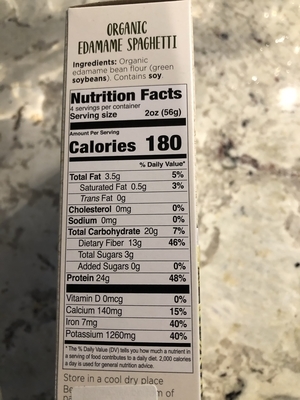 ORGANIC
EDAMAME SPAGHETTI
Ingredients: Organic
edamame bean flour (green
soybeans). Contains soy.
Nutrition Facts
4 servings per container
Serving size 2oz (56g)
Amount Per Serving
Calories 180
% Daily Value*
Total Fat 3.5g 5%
Saturated Fat 0.5g 3%
Trans Fat 0g
Cholesterol 0mg 0%
Sodium 0mg 0%
Total Carbohydrate 20g 7%
Dietary Fiber 13g 46%
Total Sugars 3g
Added Sugars 0g 0%
Protein 24g 48%
Vitamin D 0mcg 0%
Calcium 140mg 15%
Iron 7mg 40%
Potassium 1260mg 40%
*The % Daily Value (DV) tells you how much a nutrient in
a serving of food contributes to a daily diet. 2,000 calories
a day is used for general nutrition advice.
Store in a cool dry place